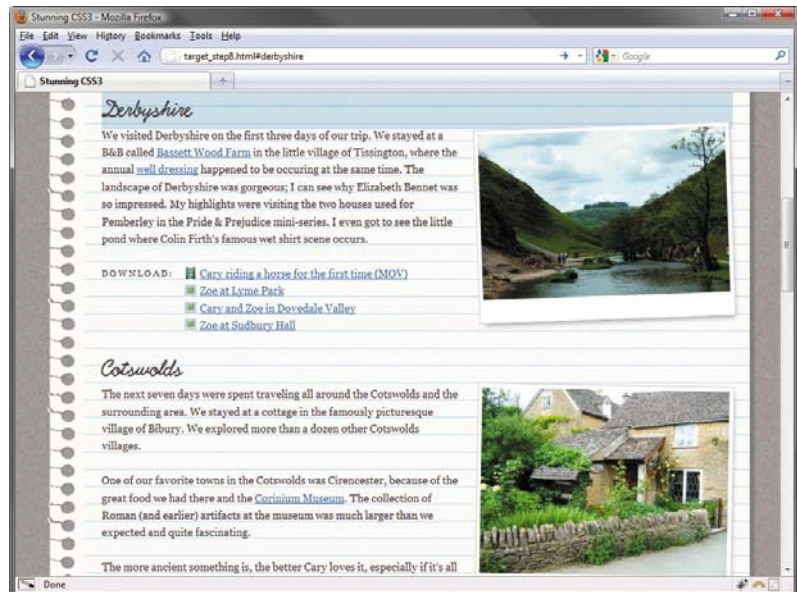 Stunning CSS3 - Mozilla Firefox
File Edit View History Bookmarks Tools Help
target_step8.html#derbyshire
Google
Stunning CSS3
Derbyshire
We visited Derbyshire on the first three days of our trip. We stayed at a
B&B called Bassett Wood Farm in the little village of Tissington, where the
annual well dressing happened to be occuring at the same time. The
landscape of Derbyshire was gorgeous; I can see why Elizabeth Bennet was
so impressed. My highlights were visiting the two houses used for
Pemberley in the Pride & Prejudice mini-series. I even got to see the little
pond where Colin Firth's famous wet shirt scene occurs.
DOWNLOAD: Cary riding a horse for the first time (MOV)
Zoe at Lyme Park
Cary and Zoe in Dovedale Valley
Zoe at Sudbury Hall
Cotswolds
The next seven days were spent traveling all around the Cotswolds and the
surrounding area. We stayed at a cottage in the famously picturesque
village of Bibury. We explored more than a dozen other Cotswolds
villages.
One of our favorite towns in the Cotswolds was Cirencester, because of the
great food we had there and the Corinium Museum. The collection of
Roman (and earlier) artifacts at the museum was much larger than we
expected and quite fascinating.
The more ancient something is, the better Cary loves it, especially if it's all
Done